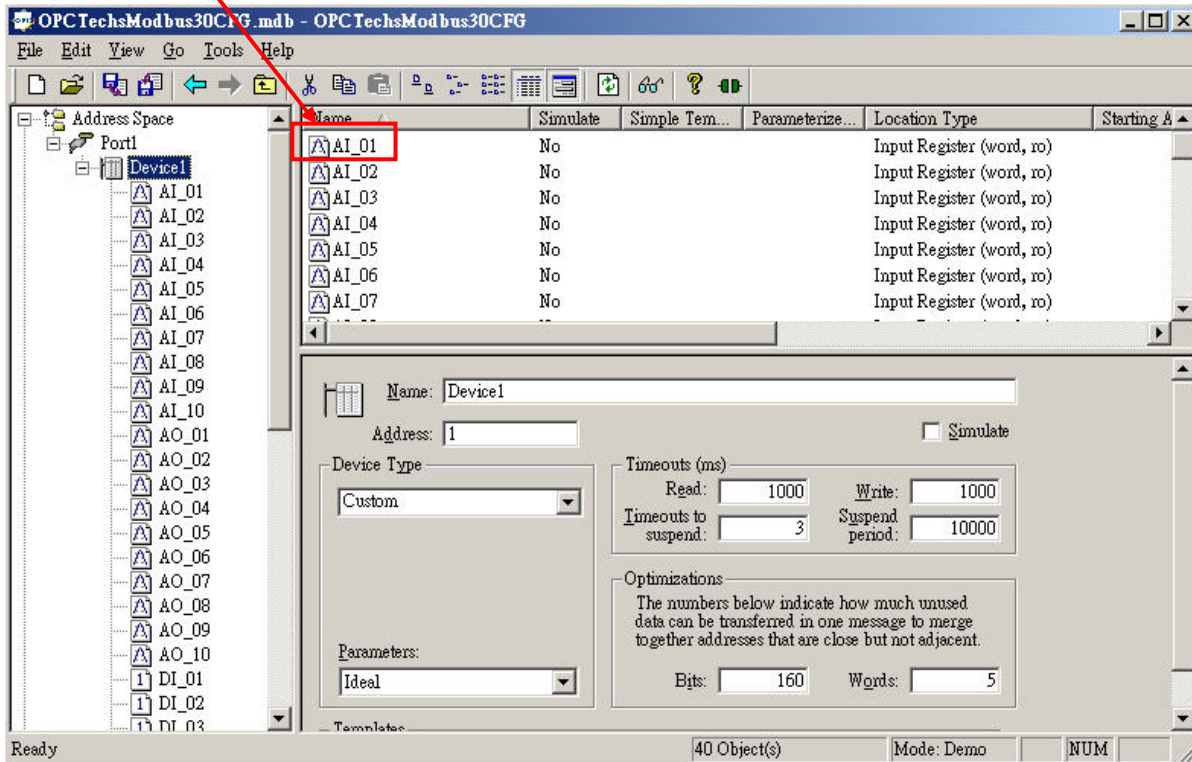 OPCTechsModbus30CFG.mdb - OPCTechsModbus30CFG
File Edit View Go Tools Help
Address Space
Port1
Device1
AI_01
AI_02
AI_03
AI_04
AI_05
AI_06
AI_07
AI_08
AI_09
AI_10
AO_01
AO_02
AO_03
AO_04
AO_05
AO_06
AO_07
AO_08
AO_09
AO_10
DI_01
DI_02
DI_03
Name Simulate Simple Tem... Parameterize... Location Type Starting A
AI_01 No Input Register (word, ro)
AI_02 No Input Register (word, ro)
AI_03 No Input Register (word, ro)
AI_04 No Input Register (word, ro)
AI_05 No Input Register (word, ro)
AI_06 No Input Register (word, ro)
AI_07 No Input Register (word, ro)
Name: Device1
Address: 1
Simulate
Device Type
Custom
Parameters:
Ideal
Timeouts (ms)
Read: 1000 Write: 1000
Timeouts to suspend: 3 Suspend period: 10000
Optimizations
The numbers below indicate how much unused
data can be transferred in one message to merge
together addresses that are close but not adjacent.
Bits: 160 Words: 5
Templates
Ready 40 Object(s) Mode: Demo NUM